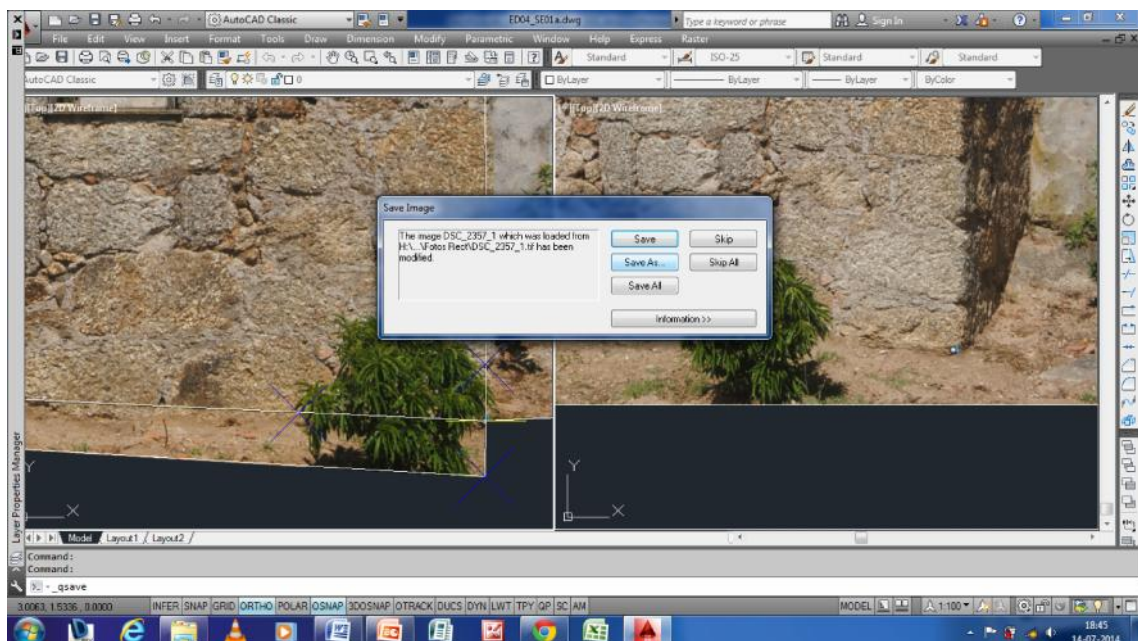 AutoCAD Classic ED04_SE01a.dwg Type a keyword or phrase Sign In
File Edit View Insert Format Tools Draw Dimension Modify Parametric Window Help Express Raster
Standard ISO-25 Standard Standard
AutoCAD Classic 0 ByLayer ByLayer ByLayer ByColor
[Top][2D Wireframe] [Top][2D Wireframe]
Save Image
The image DSC_2357_1 which was loaded from
H:\...\Fotos Rect\DSC_2357_1.tif has been
modified.
Save Skip
Save As... Skip All
Save All
Information >>
Layer Properties Manager
Y Y
X X
Model Layout1 Layout2
Command:
Command:
_qsave
3.0063, 1.5336, 0.0000 INFER SNAP GRID ORTHO POLAR OSNAP 3DOSNAP OTRACK DUCS DYN LWT TPY QP SC AM MODEL 1:100
18:45
14-07-2014